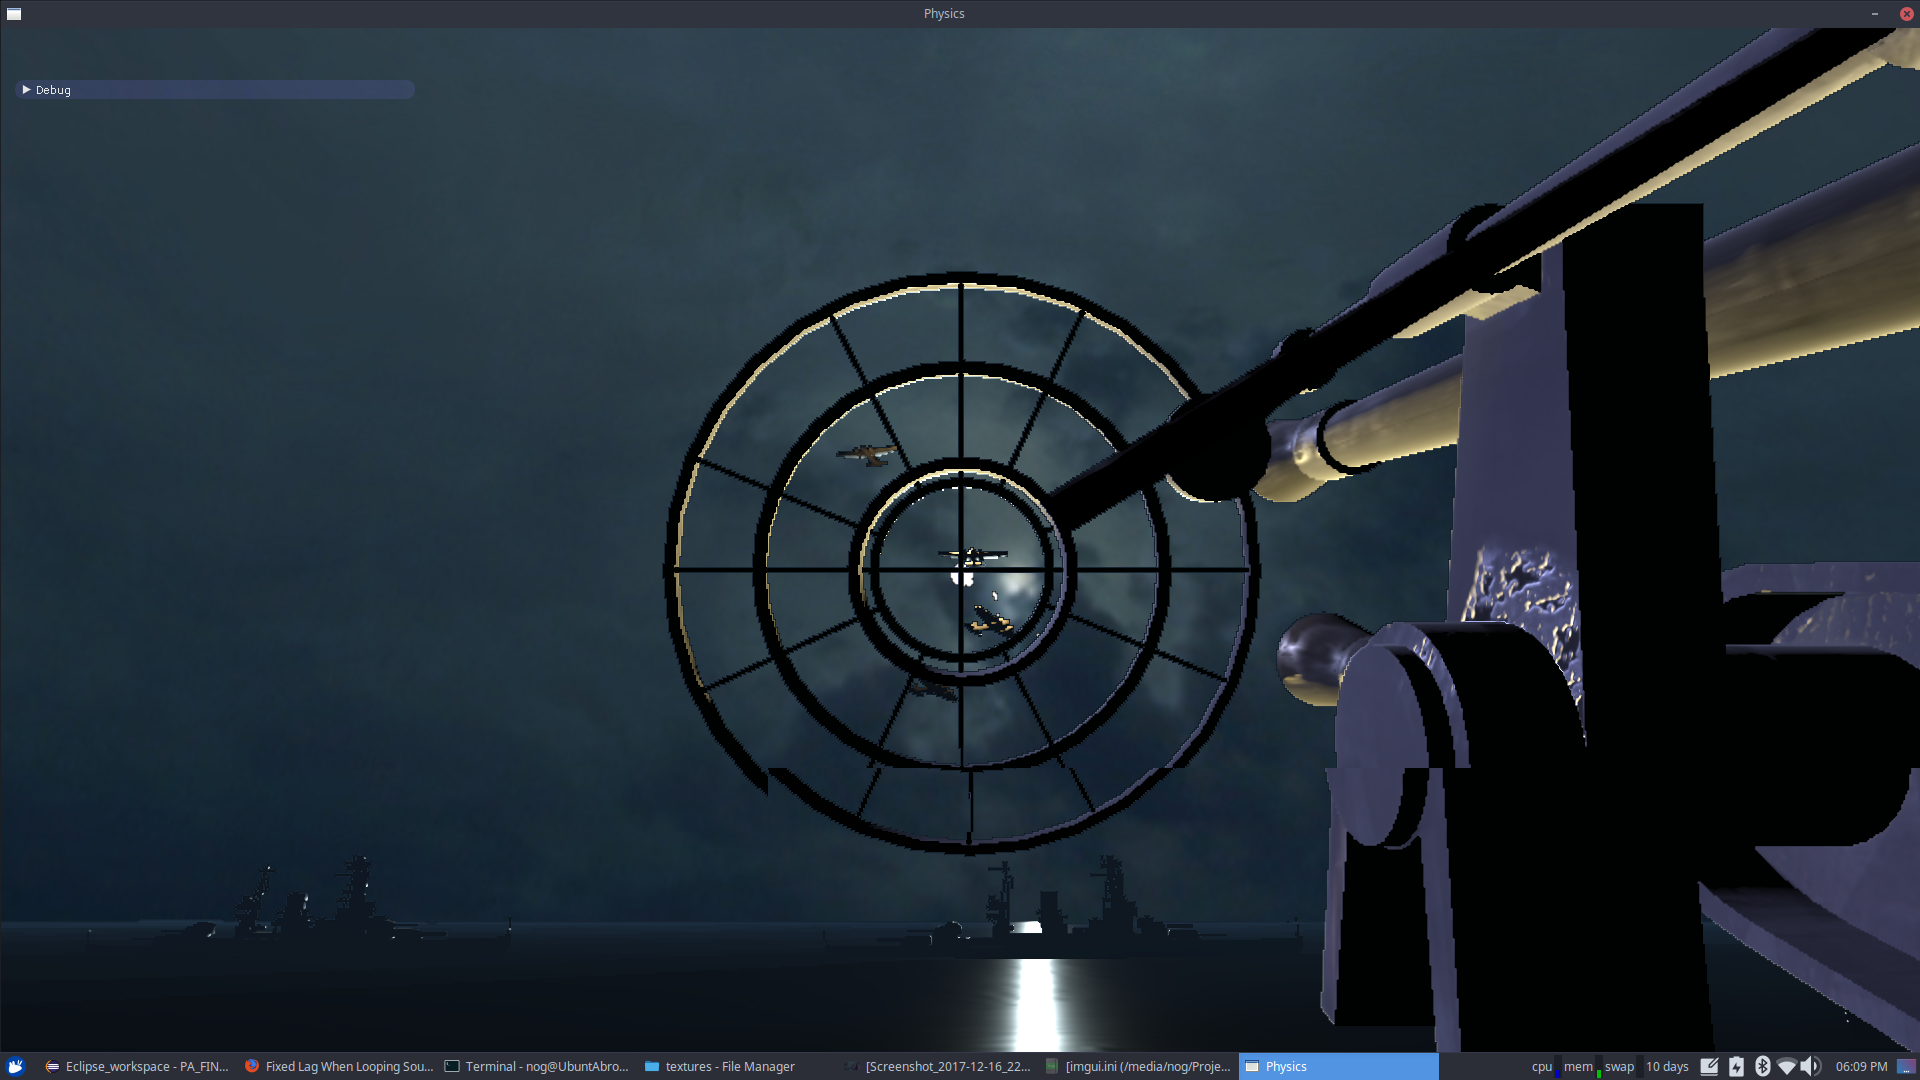 Physics
Debug
Eclipse_workspace - PA_FIN...
Fixed Lag When Looping Sou...
Terminal - nog@UbuntAbro...
textures - File Manager
[Screenshot_2017-12-16_22...
[imgui.ini (/media/nog/Proje...
Physics
cpu
mem
swap
10 days
06:09 PM